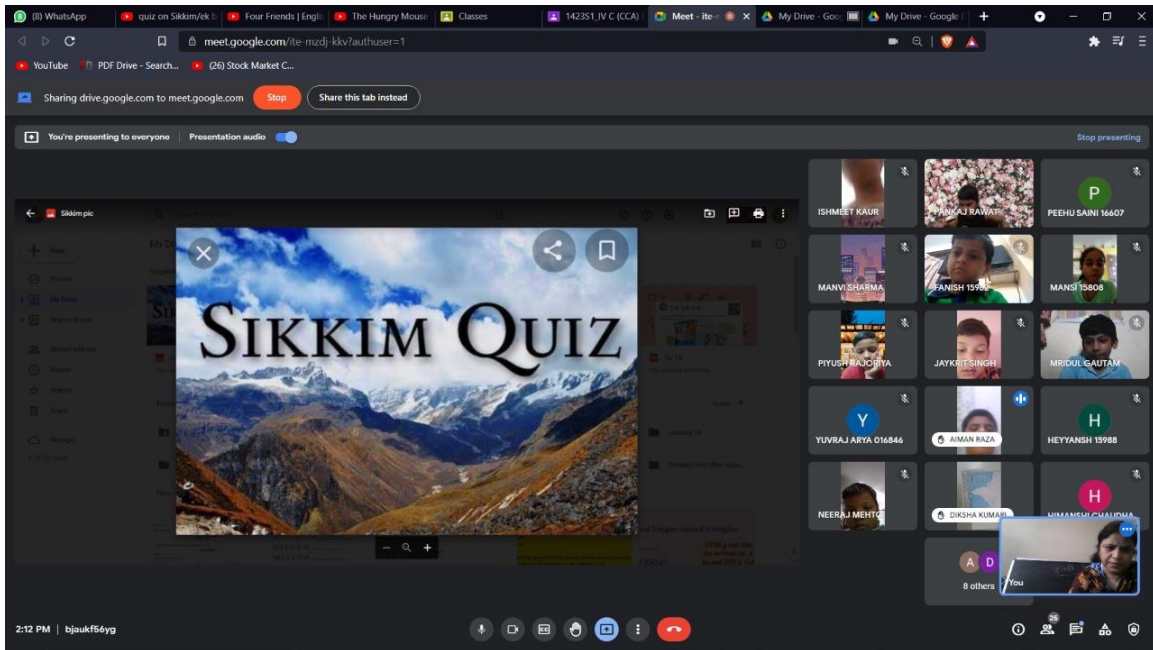 (8) WhatsApp
quiz on Sikkim/ek b
Four Friends | Englis
The Hungry Mouse
Classes
1423S1_IV C (CCA)
Meet - ite-
My Drive - Goo
My Drive - Google
meet.google.com/ite-mzdj-kkv?authuser=1
YouTube
PDF Drive - Search...
(26) Stock Market C...
Sharing drive.google.com to meet.google.com
Stop
Share this tab instead
You're presenting to everyone
Presentation audio
Stop presenting
Sikkim pic
New
My Drive
SIKKIM QUIZ
ISHMEET KAUR
PANKAJ RAWAT
P
PEEHU SAINI 16607
MANVI SHARMA
FANISH 159
MANSI 15808
PIYUSH RAJORIYA
JAYKRIT SINGH
MRIDUL GAUTAM
Y
YUVRAJ ARYA 016846
AIMAN RAZA
H
HEYYANSH 15988
NEERAJ MEHTO
DIKSHA KUMARI
H
HIMANSHI CHAUDHA
A D
8 others
You
2:12 PM | bjaukf56yg
25